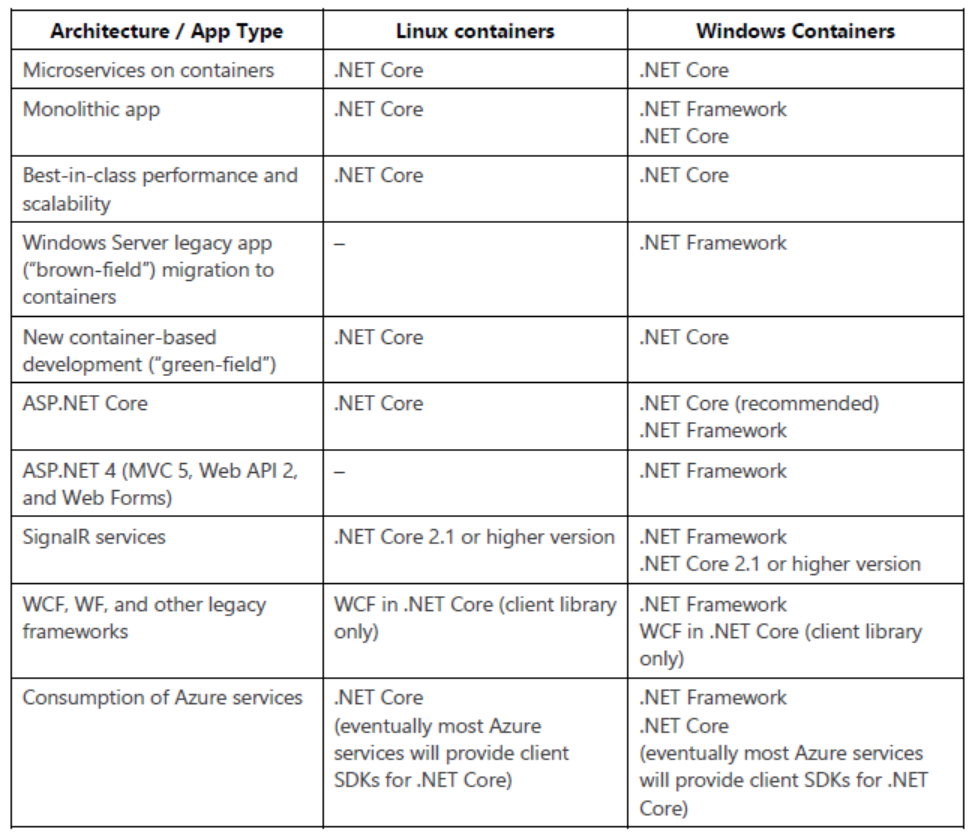 Architecture / App Type
Linux containers
Windows Containers
Microservices on containers
.NET Core
.NET Core
Monolithic app
.NET Core
.NET Framework
.NET Core
Best-in-class performance and
scalability
.NET Core
.NET Core
Windows Server legacy app
(“brown-field”) migration to
containers
–
.NET Framework
New container-based
development (“green-field”)
.NET Core
.NET Core
ASP.NET Core
.NET Core
.NET Core (recommended)
.NET Framework
ASP.NET 4 (MVC 5, Web API 2,
and Web Forms)
–
.NET Framework
SignalR services
.NET Core 2.1 or higher version
.NET Framework
.NET Core 2.1 or higher version
WCF, WF, and other legacy
frameworks
WCF in .NET Core (client library
only)
.NET Framework
WCF in .NET Core (client library
only)
Consumption of Azure services
.NET Core
(eventually most Azure
services will provide client
SDKs for .NET Core)
.NET Framework
.NET Core
(eventually most Azure services
will provide client SDKs for .NET
Core)